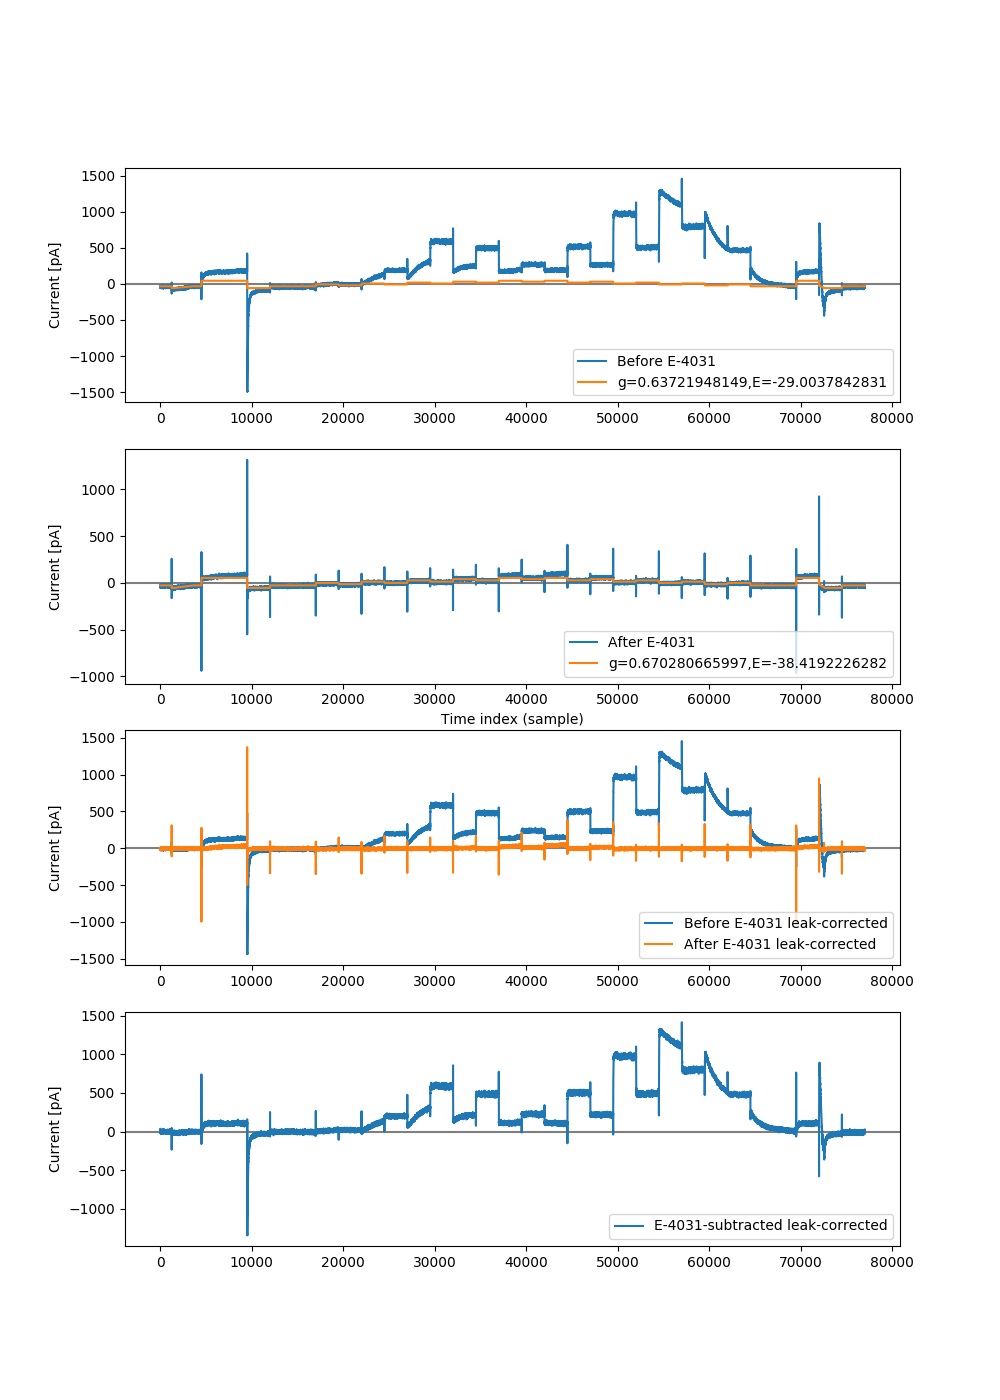 1500
1000
500
0
−500
−1000
−1500
Current [pA]
Before E-4031
g=0.63721948149,E=-29.0037842831
0 10000 20000 30000 40000 50000 60000 70000 80000
1000
500
0
−500
−1000
Current [pA]
After E-4031
g=0.670280665997,E=-38.4192226282
0 10000 20000 30000 40000 50000 60000 70000 80000
Time index (sample)
1500
1000
500
0
−500
−1000
−1500
Current [pA]
Before E-4031 leak-corrected
After E-4031 leak-corrected
0 10000 20000 30000 40000 50000 60000 70000 80000
1500
1000
500
0
−500
−1000
Current [pA]
E-4031-subtracted leak-corrected
0 10000 20000 30000 40000 50000 60000 70000 80000